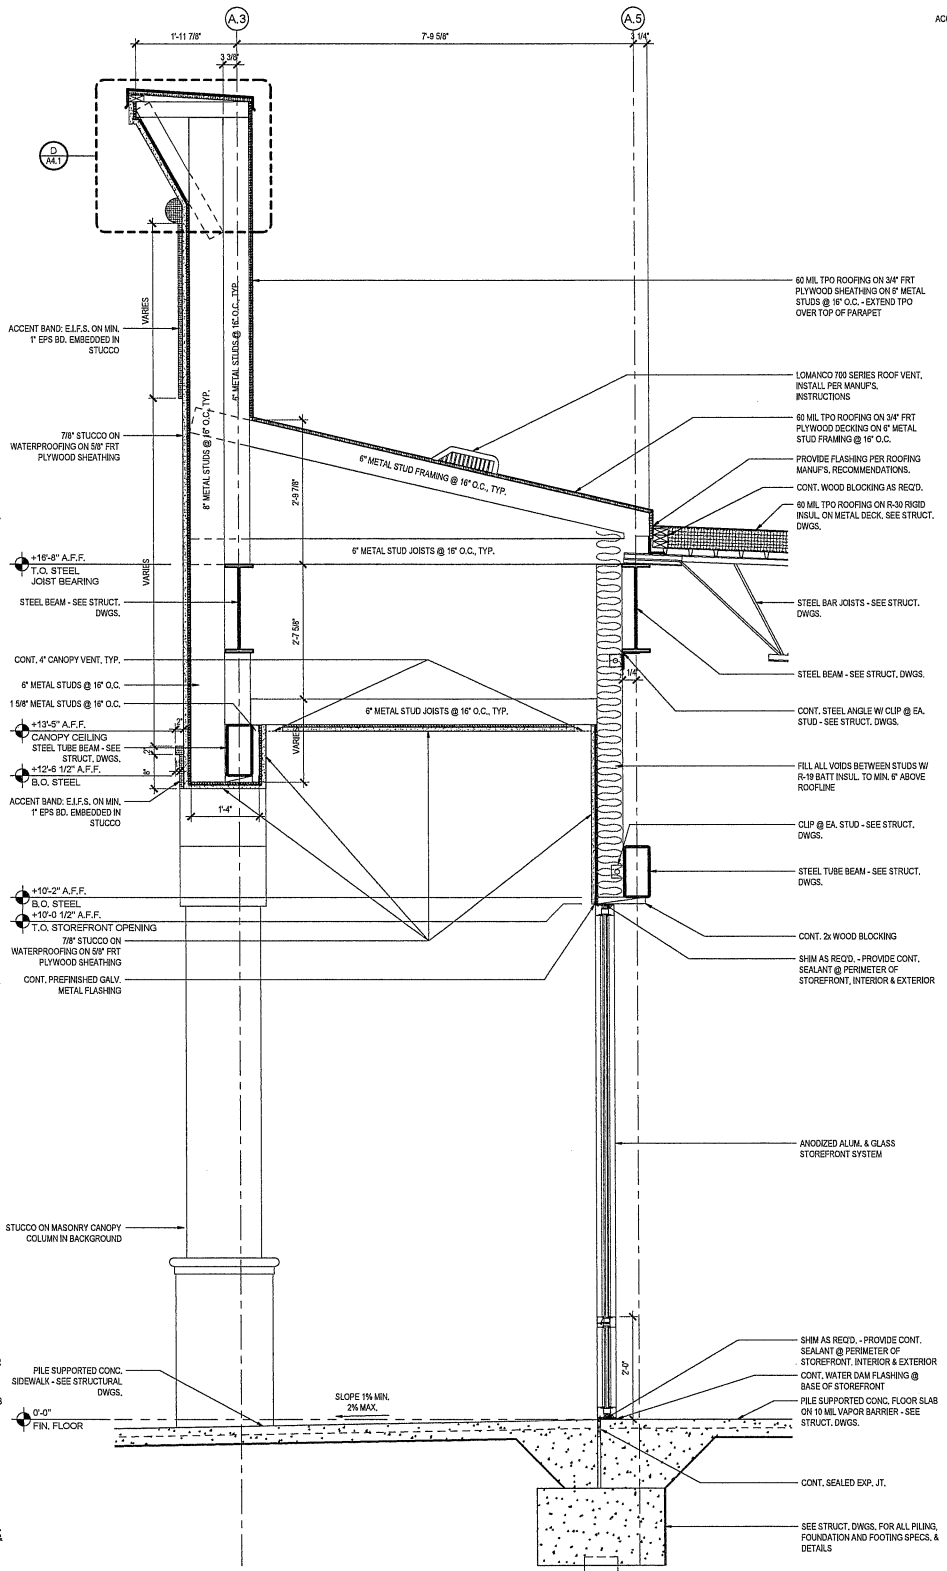 A.3
A.5
ACC
1'-11 7/8"
7'-9 5/8"
3 1/4"
3 3/8"
D
A4.1
VARIES
6" METAL STUDS @ 16" O.C., TYP.
60 MIL TPO ROOFING ON 3/4" FRT
PLYWOOD SHEATHING ON 6" METAL
STUDS @ 16" O.C. - EXTEND TPO
OVER TOP OF PARAPET
ACCENT BAND: E.I.F.S. ON MIN.
1" EPS BD. EMBEDDED IN
STUCCO
LOMANCO 700 SERIES ROOF VENT.
INSTALL PER MANUF'S.
INSTRUCTIONS
8" METAL STUDS @ 16" O.C., TYP.
60 MIL TPO ROOFING ON 3/4" FRT
PLYWOOD DECKING ON 6" METAL
STUD FRAMING @ 16" O.C.
7/8" STUCCO ON
WATERPROOFING ON 5/8" FRT
PLYWOOD SHEATHING
6" METAL STUD FRAMING @ 16" O.C., TYP.
PROVIDE FLASHING PER ROOFING
MANUF'S. RECOMMENDATIONS.
2'-9 7/8"
CONT. WOOD BLOCKING AS REQ'D.
60 MIL TPO ROOFING ON R-30 RIGID
INSUL. ON METAL DECK, SEE STRUCT.
DWGS.
6" METAL STUD JOISTS @ 16" O.C., TYP.
+16'-8" A.F.F.
T.O. STEEL
JOIST BEARING
VARIES
STEEL BEAM - SEE STRUCT.
DWGS.
STEEL BAR JOISTS - SEE STRUCT.
DWGS.
2'-7 5/8"
CONT. 4" CANOPY VENT, TYP.
1/4"
STEEL BEAM - SEE STRUCT. DWGS.
6" METAL STUDS @ 16" O.C.
1 5/8" METAL STUDS @ 16" O.C.
6" METAL STUD JOISTS @ 16" O.C., TYP.
CONT. STEEL ANGLE W/ CLIP @ EA.
STUD - SEE STRUCT. DWGS.
+13'-5" A.F.F.
CANOPY CEILING
VARIES
STEEL TUBE BEAM - SEE
STRUCT. DWGS.
2"
2"
8"
+12'-6 1/2" A.F.F.
B.O. STEEL
FILL ALL VOIDS BETWEEN STUDS W/
R-19 BATT INSUL. TO MIN. 6" ABOVE
ROOFLINE
ACCENT BAND: E.I.F.S. ON MIN.
1" EPS BD. EMBEDDED IN
STUCCO
1'-4"
CLIP @ EA. STUD - SEE STRUCT.
DWGS.
STEEL TUBE BEAM - SEE STRUCT.
DWGS.
+10'-2" A.F.F.
B.O. STEEL
+10'-0 1/2" A.F.F.
T.O. STOREFRONT OPENING
7/8" STUCCO ON
WATERPROOFING ON 5/8" FRT
PLYWOOD SHEATHING
CONT. 2x WOOD BLOCKING
SHIM AS REQ'D. - PROVIDE CONT.
SEALANT @ PERIMETER OF
STOREFRONT, INTERIOR & EXTERIOR
CONT. PREFINISHED GALV.
METAL FLASHING
ANODIZED ALUM. & GLASS
STOREFRONT SYSTEM
STUCCO ON MASONRY CANOPY
COLUMN IN BACKGROUND
2'-0"
SHIM AS REQ'D. - PROVIDE CONT.
SEALANT @ PERIMETER OF
STOREFRONT, INTERIOR & EXTERIOR
PILE SUPPORTED CONC.
SIDEWALK - SEE STRUCTURAL
DWGS.
CONT. WATER DAM FLASHING @
BASE OF STOREFRONT
SLOPE 1% MIN.
2% MAX.
PILE SUPPORTED CONC. FLOOR SLAB
ON 10 MIL VAPOR BARRIER - SEE
STRUCT. DWGS.
0'-0"
FIN. FLOOR
CONT. SEALED EXP. JT.
SEE STRUCT. DWGS. FOR ALL PILING,
FOUNDATION AND FOOTING SPECS. &
DETAILS